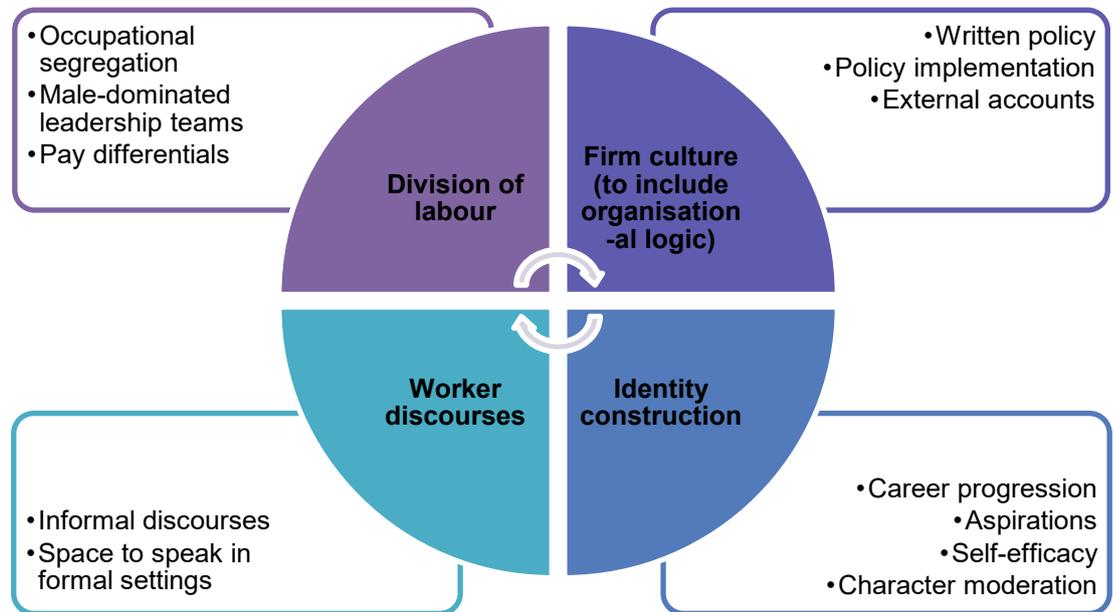 •Occupational
segregation
•Male-dominated
leadership teams
•Pay differentials
•Written policy
•Policy implementation
•External accounts
Division of
labour
Firm culture
(to include
organisation
-al logic)
Worker
discourses
Identity
construction
•Informal discourses
•Space to speak in
formal settings
•Career progression
•Aspirations
•Self-efficacy
•Character moderation